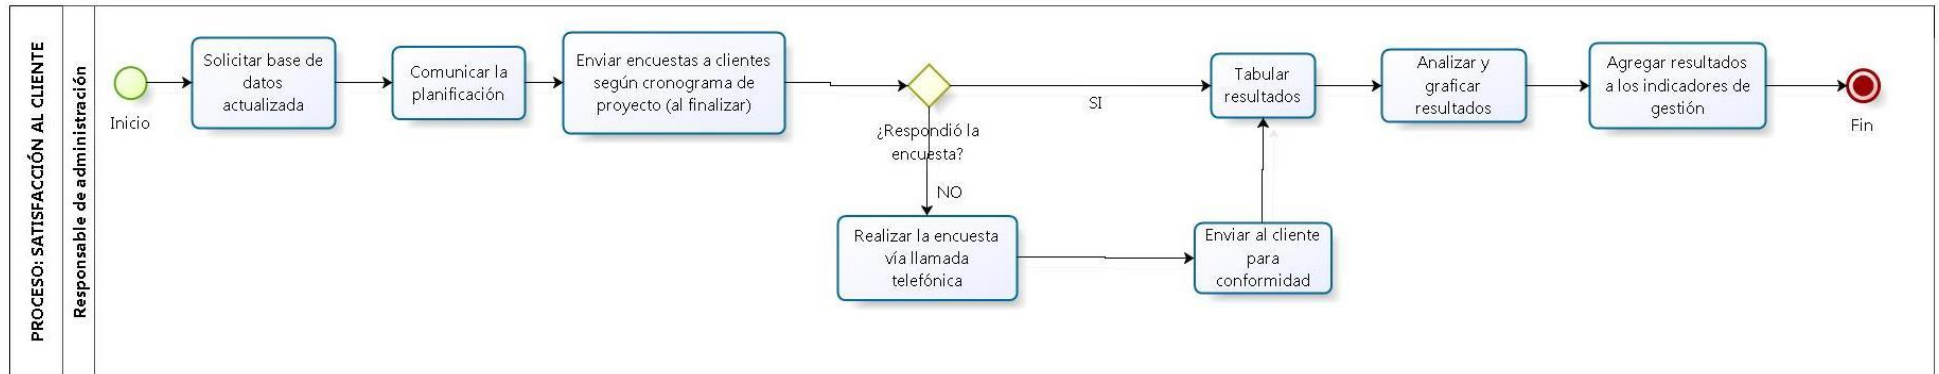 PROCESO: SATISFACCIÓN AL CLIENTE
Responsable de administración
Inicio
Solicitar base de
datos
actualizada
Comunicar la
planificación
Enviar encuestas a clientes
según cronograma de
proyecto (al finalizar)
¿Respondió la
encuesta?
SI
NO
Realizar la encuesta
vía llamada
telefónica
Enviar al cliente
para
conformidad
Tabular
resultados
Analizar y
graficar
resultados
Agregar resultados
a los indicadores de
gestión
Fin